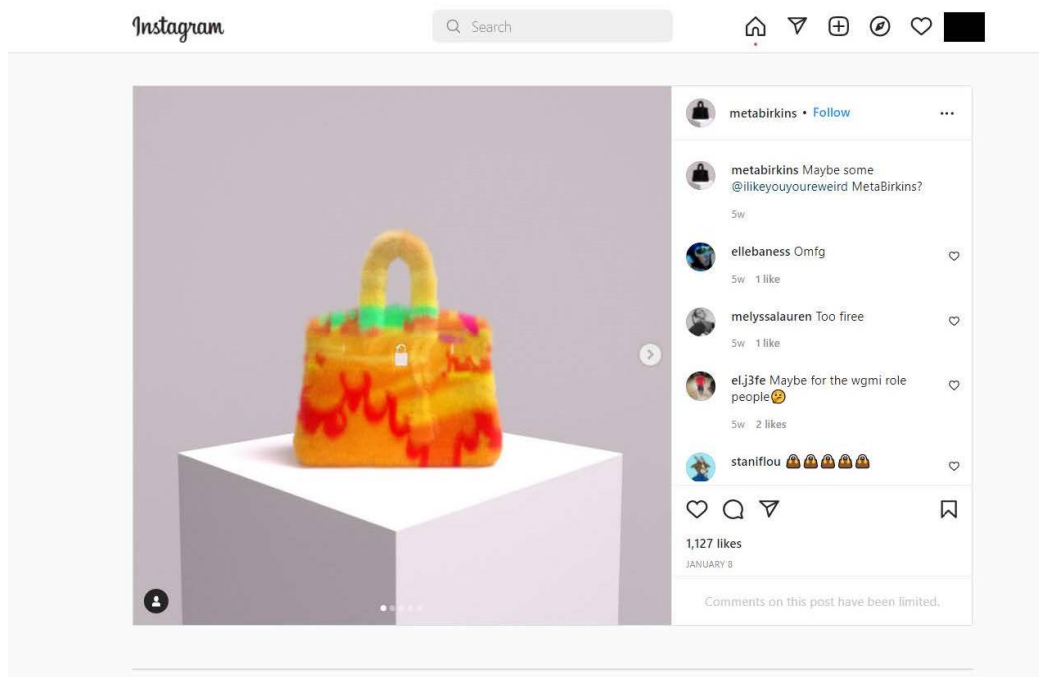 Instagram
Search
metabirkins • Follow
metabirkins Maybe some
@ilikeyouyoureweird MetaBirkins?
5w
ellebaness Omfg
5w 1 like
melyssalauren Too firee
5w 1 like
el.j3fe Maybe for the wgmi role
people🤔
5w 2 likes
staniflou 👜👜👜👜👜
1,127 likes
JANUARY 8
Comments on this post have been limited.